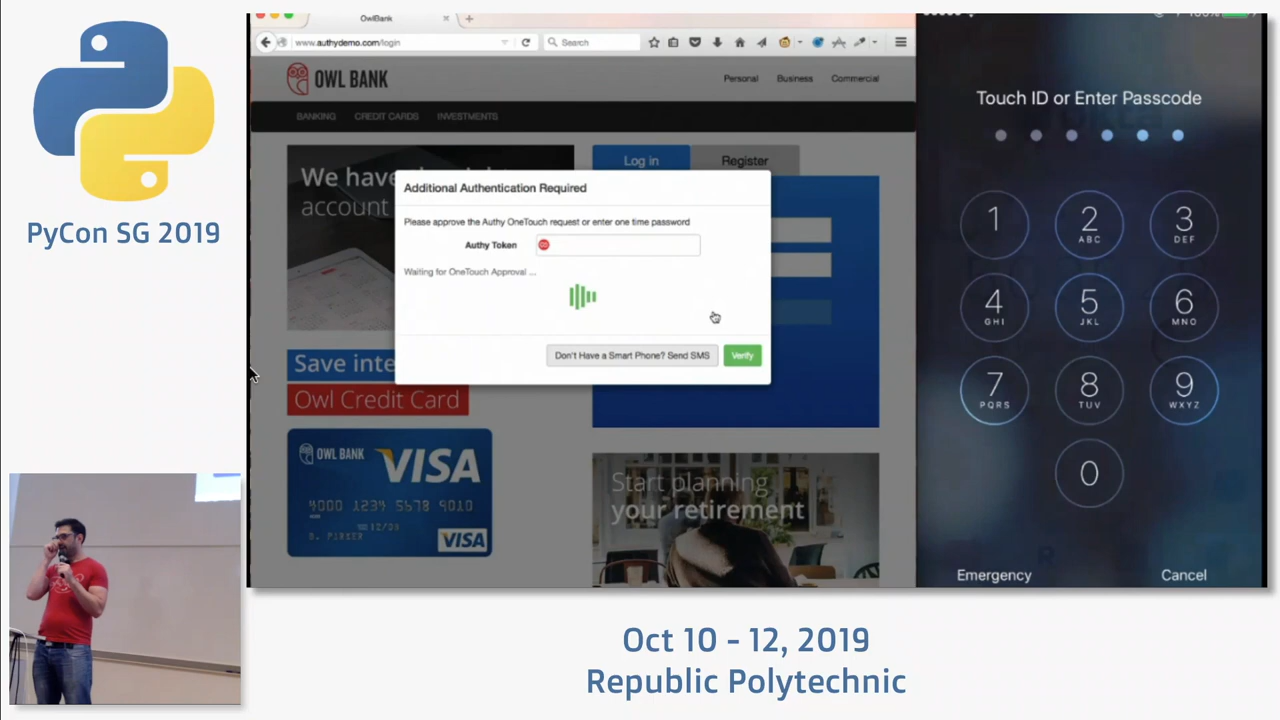 PyCon SG 2019
OwlBank
www.authydemo.com/login
Search
OWL BANK
Personal Business Commercial
BANKING CREDIT CARDS INVESTMENTS
We have
account
Log in Register
Additional Authentication Required
Please approve the Authy OneTouch request or enter one time password
Authy Token
Waiting for OneTouch Approval ...
Don't Have a Smart Phone? Send SMS Verify
Save inte
Owl Credit Card
OWL BANK VISA
4000 1234 5678 9010
12/20
VISA
Start planning
your retirement
100%
Touch ID or Enter Passcode
1 2 3
ABC DEF
4 5 6
GHI JKL MNO
7 8 9
PQRS TUV WXYZ
0
Emergency Cancel
Oct 10 - 12, 2019
Republic Polytechnic